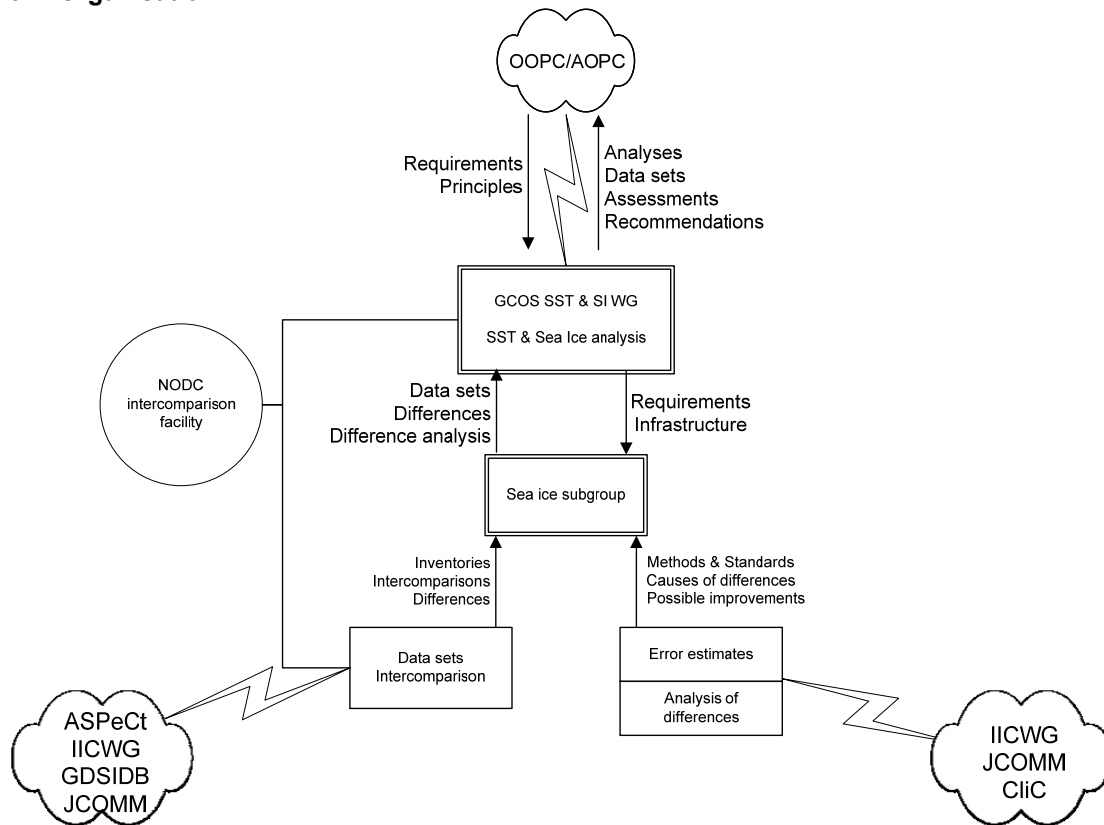 OOPC/AOPC
Requirements
Principles
Analyses
Data sets
Assessments
Recommendations
GCOS SST & SI WG
SST & Sea Ice analysis
NODC
intercomparison
facility
Data sets
Differences
Difference analysis
Requirements
Infrastructure
Sea ice subgroup
Inventories
Intercomparisons
Differences
Methods & Standards
Causes of differences
Possible improvements
Data sets
Intercomparison
Error estimates
Analysis of
differences
ASPeCt
IICWG
GDSIDB
JCOMM
IICWG
JCOMM
CliC